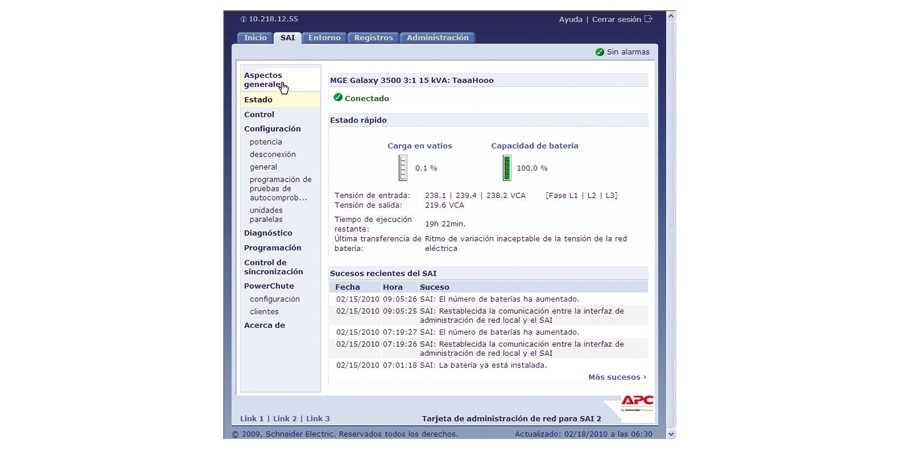 10.218.12.55
Ayuda | Cerrar sesión
Inicio SAI Entorno Registros Administración
Sin alarmas
Aspectos
generales
Estado
Control
Configuración
potencia
desconexión
general
programación de
pruebas de
autocomprob...
unidades
paralelas
Diagnóstico
Programación
Control de
sincronización
PowerChute
configuración
clientes
Acerca de
MGE Galaxy 3500 3:1 15 kVA: TaaaHooo
Conectado
Estado rápido
Carga en vatios Capacidad de batería
0.1 % 100.0 %
Tensión de entrada: 238.1 | 239.4 | 238.2 VCA [Fase L1 | L2 | L3]
Tensión de salida: 219.6 VCA
Tiempo de ejecución
restante: 19h 22min.
Última transferencia de Ritmo de variación inaceptable de la tensión de la red
batería: eléctrica
Sucesos recientes del SAI
Fecha Hora Suceso
02/15/2010 09:05:26 SAI: El número de baterías ha aumentado.
02/15/2010 09:05:25 SAI: Restablecida la comunicación entre la interfaz de
administración de red local y el SAI
02/15/2010 07:19:27 SAI: El número de baterías ha aumentado.
02/15/2010 07:19:26 SAI: Restablecida la comunicación entre la interfaz de
administración de red local y el SAI
02/15/2010 07:01:18 SAI: La batería ya está instalada.
Más sucesos ›
APC
by Schneider Electric
Link 1 | Link 2 | Link 3
Tarjeta de administración de red para SAI 2
© 2009, Schneider Electric. Reservados todos los derechos.
Actualizado: 02/18/2010 a las 06:30